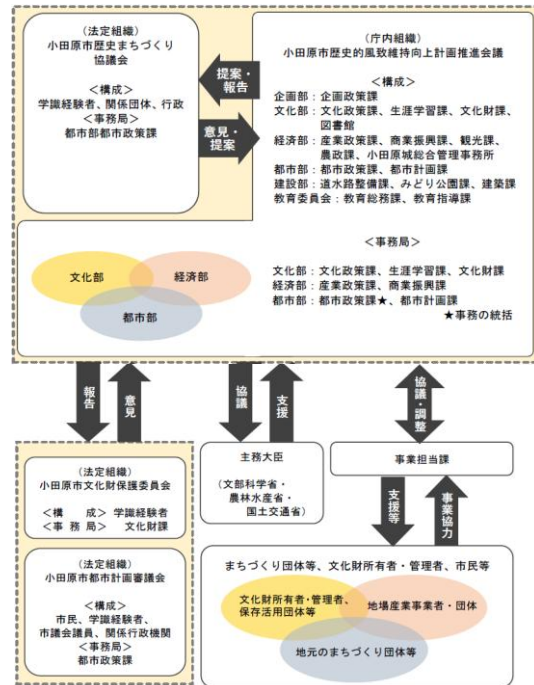 （法定組織）
小田原市歴史まちづくり
協議会
＜構成＞
学識経験者、関係団体、行政
＜事務局＞
都市部都市政策課
提案・
報告
意見・
提案
（庁内組織）
小田原市歴史的風致維持向上計画推進会議
＜構成＞
企画部：企画政策課
文化部：文化政策課、生涯学習課、文化財課、
図書館
経済部：産業政策課、商業振興課、観光課、
農政課、小田原城総合管理事務所
都市部：都市政策課、都市計画課
建設部：道水路整備課、みどり公園課、建築課
教育委員会：教育総務課、教育指導課
＜事務局＞
文化部：文化政策課、生涯学習課、文化財課
経済部：産業政策課、商業振興課
都市部：都市政策課★、都市計画課
★事務の統括
文化部
経済部
都市部
報告
意見
協議
支援
協議・調整
（法定組織）
小田原市文化財保護委員会
＜構　成＞　学識経験者
＜事 務 局＞　文化財課
（法定組織）
小田原市都市計画審議会
＜構成＞
市民、学識経験者、
市議会議員、関係行政機関
＜事務局＞
都市政策課
主務大臣
（文部科学省・
農林水産省・
国土交通省）
事業担当課
支援等
事業協力
まちづくり団体等、文化財所有者・管理者、市民等
文化財所有者・管理者、
保存活用団体等
地場産業事業者・団体
地元のまちづくり団体等